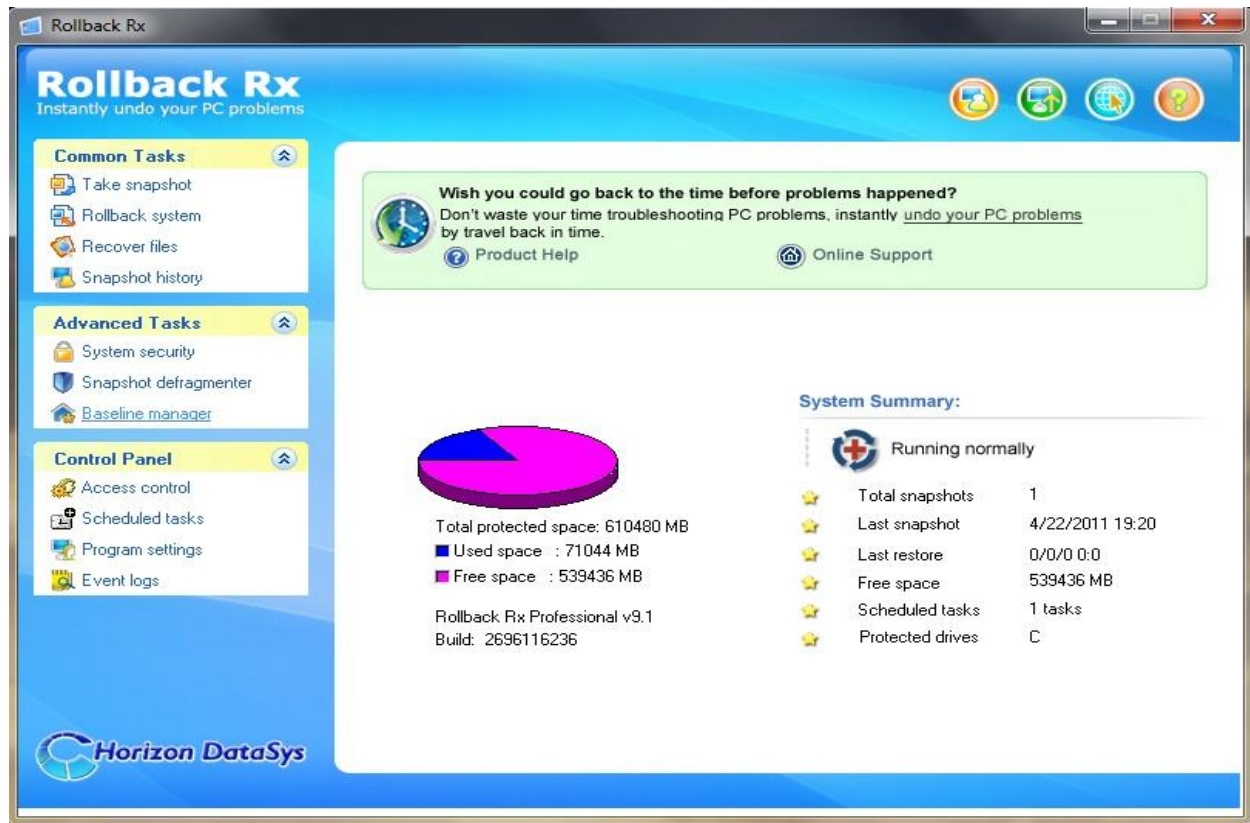 Rollback Rx
Rollback Rx
Instantly undo your PC problems
Common Tasks
Take snapshot
Rollback system
Recover files
Snapshot history
Advanced Tasks
System security
Snapshot defragmenter
Baseline manager
Control Panel
Access control
Scheduled tasks
Program settings
Event logs
Horizon DataSys
Wish you could go back to the time before problems happened?
Don't waste your time troubleshooting PC problems, instantly undo your PC problems
by travel back in time.
Product Help
Online Support
Total protected space: 610480 MB
Used space : 71044 MB
Free space : 539436 MB
Rollback Rx Professional v9.1
Build: 2696116236
System Summary:
Running normally
Total snapshots 1
Last snapshot 4/22/2011 19:20
Last restore 0/0/0 0:0
Free space 539436 MB
Scheduled tasks 1 tasks
Protected drives C